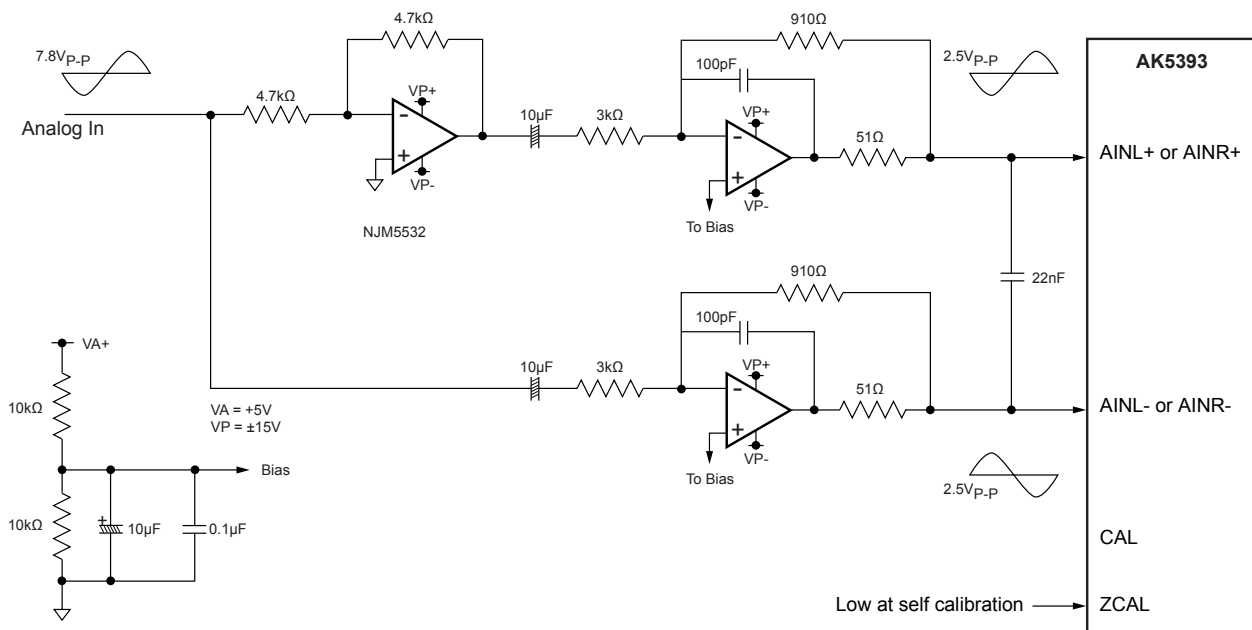 4.7kΩ
910Ω
7.8VP-P
2.5VP-P
AK5393
100pF
4.7kΩ
VP+
10µF
3kΩ
VP+
51Ω
Analog In
-
+
-
+
AINL+ or AINR+
VP-
VP-
NJM5532
To Bias
910Ω
22nF
100pF
VA+
10µF
3kΩ
VP+
51Ω
10kΩ
VA = +5V
VP = ±15V
-
+
AINL- or AINR-
VP-
Bias
To Bias
2.5VP-P
10kΩ
+
10µF
0.1µF
CAL
Low at self calibration
ZCAL